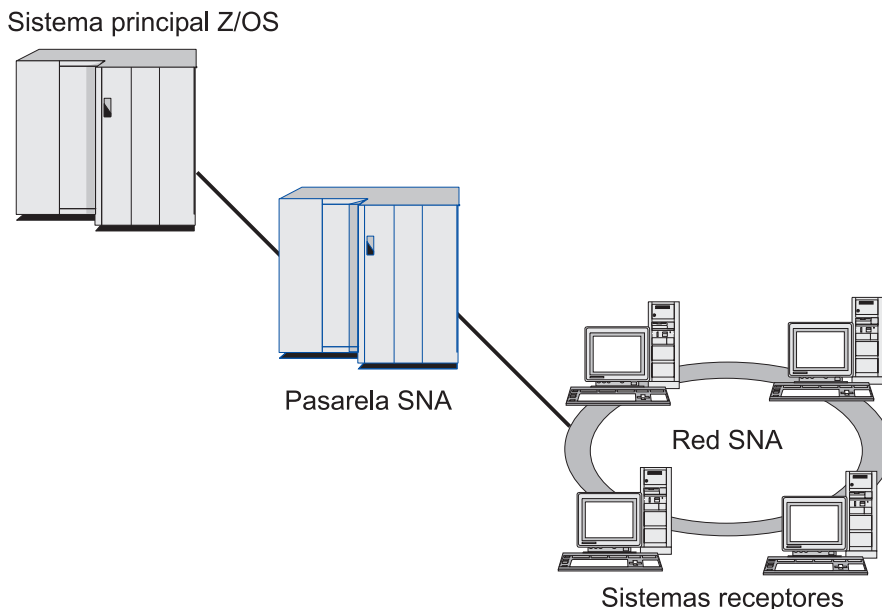 Sistema principal Z/OS
Pasarela SNA
Red SNA
Sistemas receptores